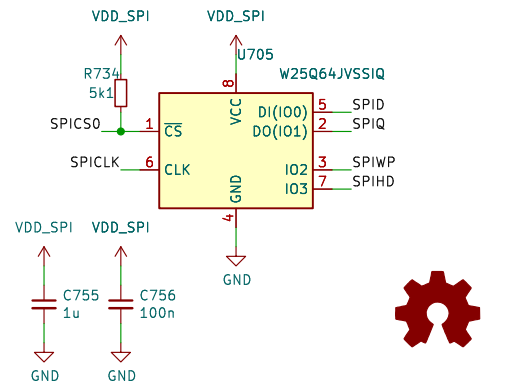 VDD_SPI
VDD_SPI
U705
W25Q64JVSSIQ
R734
5k1
8
VCC
SPICS0
1
CS
DI(IO0)
5
SPID
DO(IO1)
2
SPIQ
SPICLK
6
CLK
IO2
3
SPIWP
IO3
7
SPIHD
GND
4
GND
VDD_SPI
VDD_SPI
C755
1u
C756
100n
GND
GND